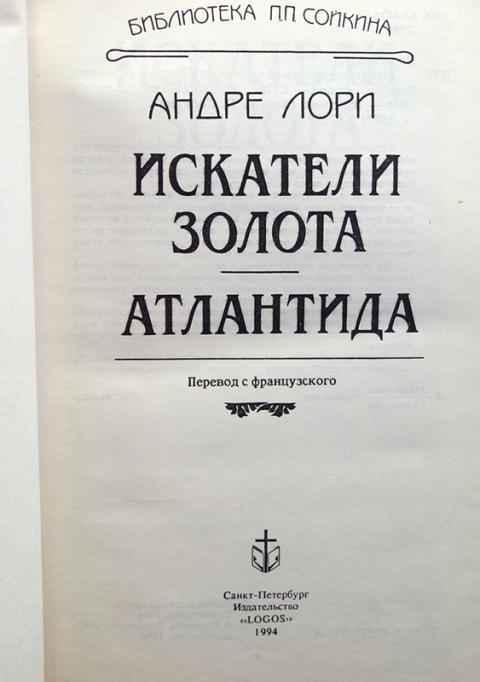 БИБЛИОТЕКА П.П. СОЙКИНА
АНДРЕ ЛОРИ
ИСКАТЕЛИ
ЗОЛОТА
АТЛАНТИДА
Перевод с французского
Санкт-Петербург
Издательство
«LOGOS»
1994